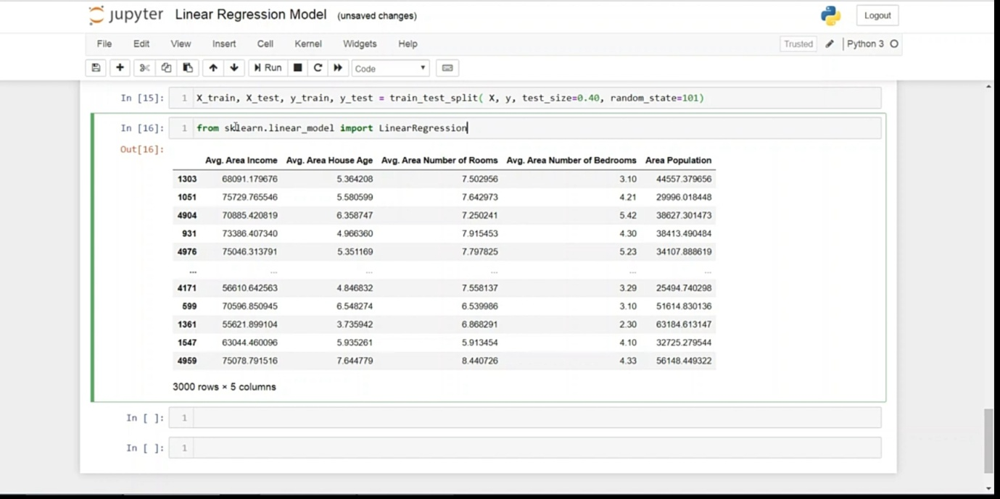 jupyter Linear Regression Model (unsaved changes) Logout
File Edit View Insert Cell Kernel Widgets Help Trusted Python 3
Run Code
In [15]: 1 X_train, X_test, y_train, y_test = train_test_split( X, y, test_size=0.40, random_state=101)
In [16]: 1 from sklearn.linear_model import LinearRegression
Out[16]:
Avg. Area Income Avg. Area House Age Avg. Area Number of Rooms Avg. Area Number of Bedrooms Area Population
1303 68091.179676 5.364208 7.502956 3.10 44557.379656
1051 75729.765546 5.580599 7.642973 4.21 29996.018448
4904 70885.420819 6.358747 7.250241 5.42 38627.301473
931 73386.407340 4.966360 7.915453 4.30 38413.490484
4976 75046.313791 5.351169 7.797825 5.23 34107.888619
... ... ... ... ... ...
4171 56610.642563 4.846832 7.558137 3.29 25494.740298
599 70596.850945 6.548274 6.539986 3.10 51614.830136
1361 55621.899104 3.735942 6.868291 2.30 63184.613147
1547 63044.460096 5.935261 5.913454 4.10 32725.279544
4959 75078.791516 7.644779 8.440726 4.33 56148.449322
3000 rows × 5 columns
In [ ]: 1
In [ ]: 1